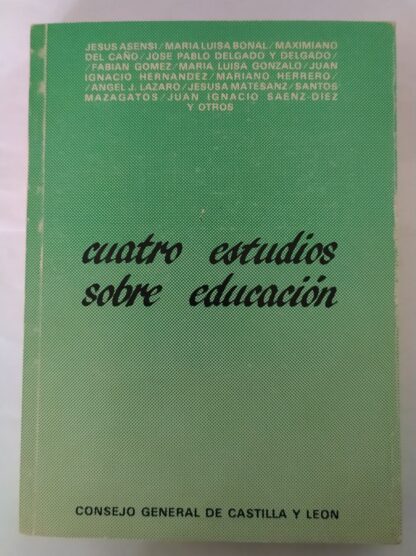 JESUS ASENSI/MARIA LUISA BONAL/MAXIMIANO
DEL CAÑO/JOSE PABLO DELGADO Y DELGADO/
/FABIAN GOMEZ/MARIA LUISA GONZALO/JUAN
IGNACIO HERNANDEZ/MARIANO HERRERO/
/ANGEL J. LAZARO/JESUSA MATESANZ/SANTOS
MAZAGATOS/JUAN IGNACIO SAENZ-DIEZ
Y OTROS
cuatro estudios
sobre educación
CONSEJO GENERAL DE CASTILLA Y LEON